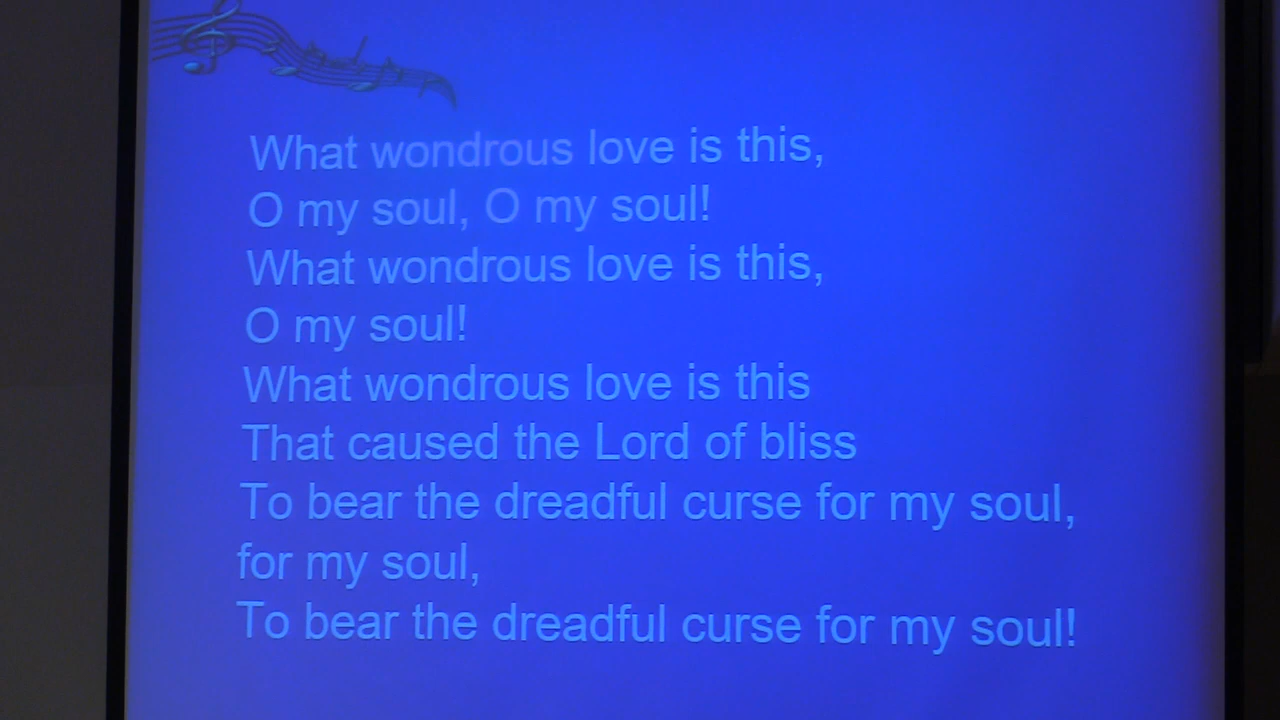 What wondrous love is this,
O my soul, O my soul!
What wondrous love is this,
O my soul!
What wondrous love is this
That caused the Lord of bliss
To bear the dreadful curse for my soul,
for my soul,
To bear the dreadful curse for my soul!